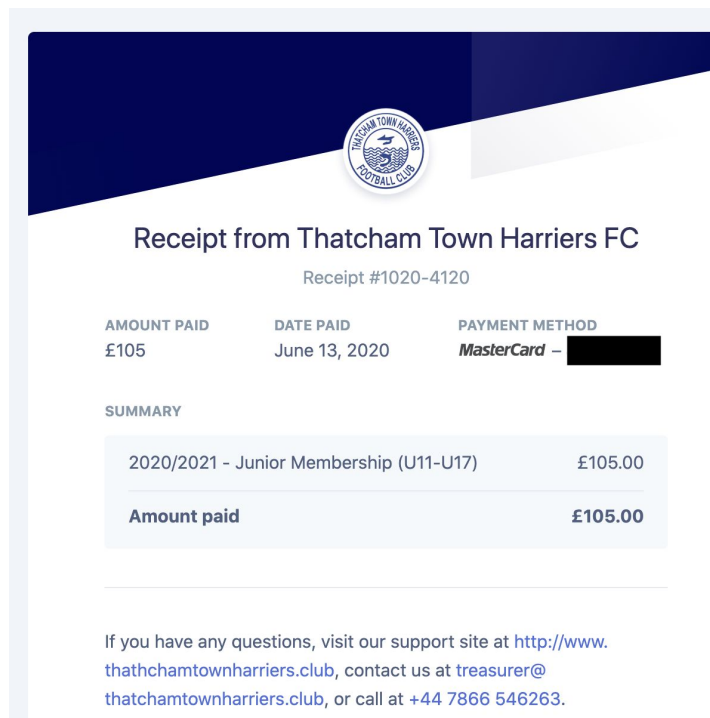 THATCHAM TOWN HARRIERS
FOOTBALL CLUB
Receipt from Thatcham Town Harriers FC
Receipt #1020-4120
AMOUNT PAID DATE PAID PAYMENT METHOD
£105 June 13, 2020 MasterCard –
SUMMARY
2020/2021 - Junior Membership (U11-U17) £105.00
Amount paid £105.00
If you have any questions, visit our support site at http://www.
thathchamtownharriers.club, contact us at treasurer@
thatchamtownharriers.club, or call at +44 7866 546263.